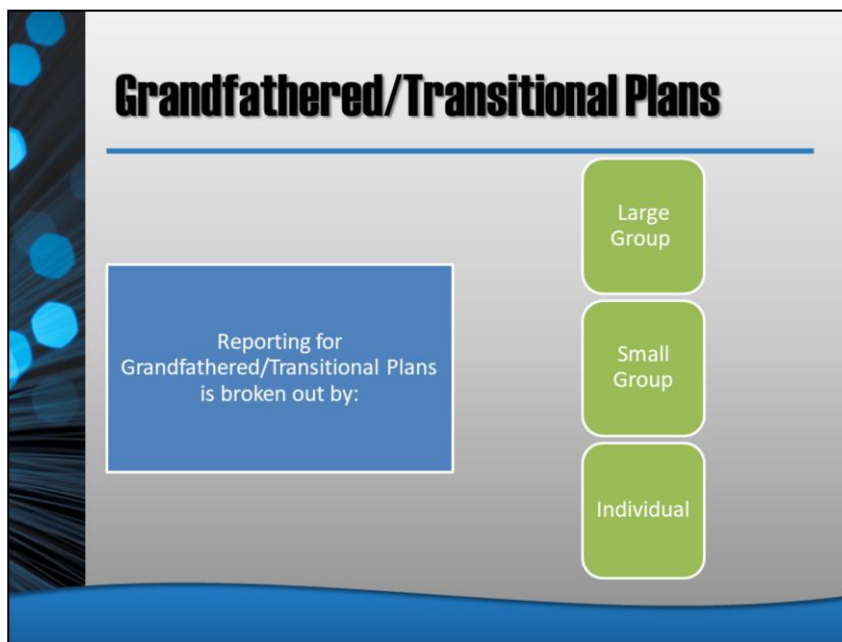 Grandfathered/Transitional Plans
Reporting for
Grandfathered/Transitional Plans
is broken out by:
Large
Group
Small
Group
Individual